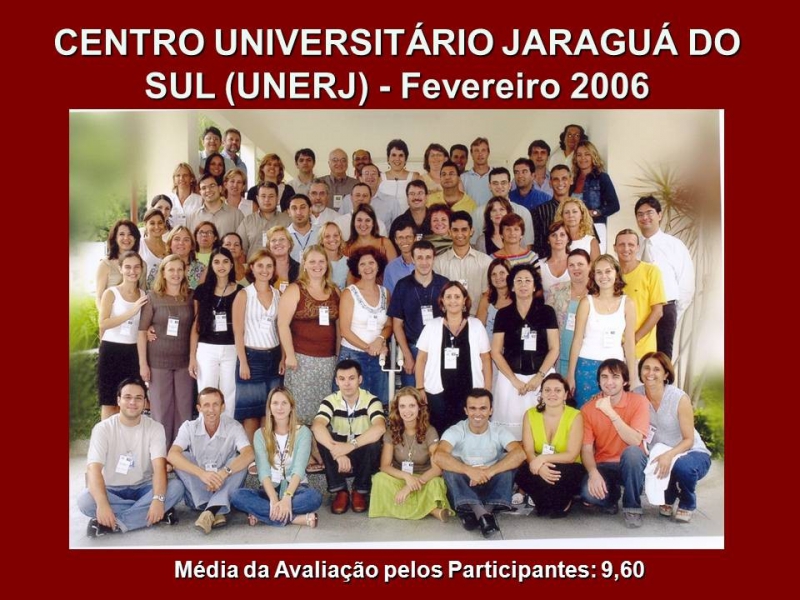 CENTRO UNIVERSITÁRIO JARAGUÁ DO
SUL (UNERJ) - Fevereiro 2006
Média da Avaliação pelos Participantes: 9,60